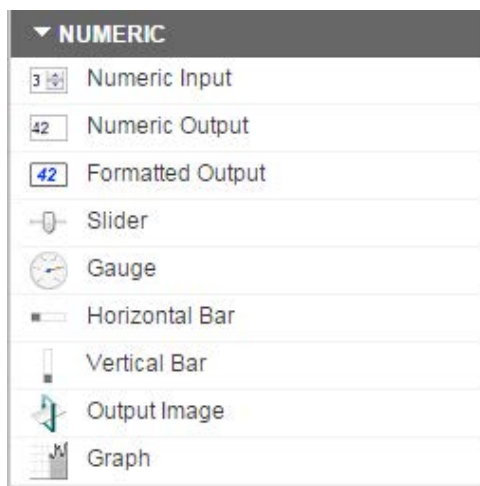 NUMERIC
3 Numeric Input
42 Numeric Output
42 Formatted Output
Slider
Gauge
Horizontal Bar
Vertical Bar
Output Image
Graph